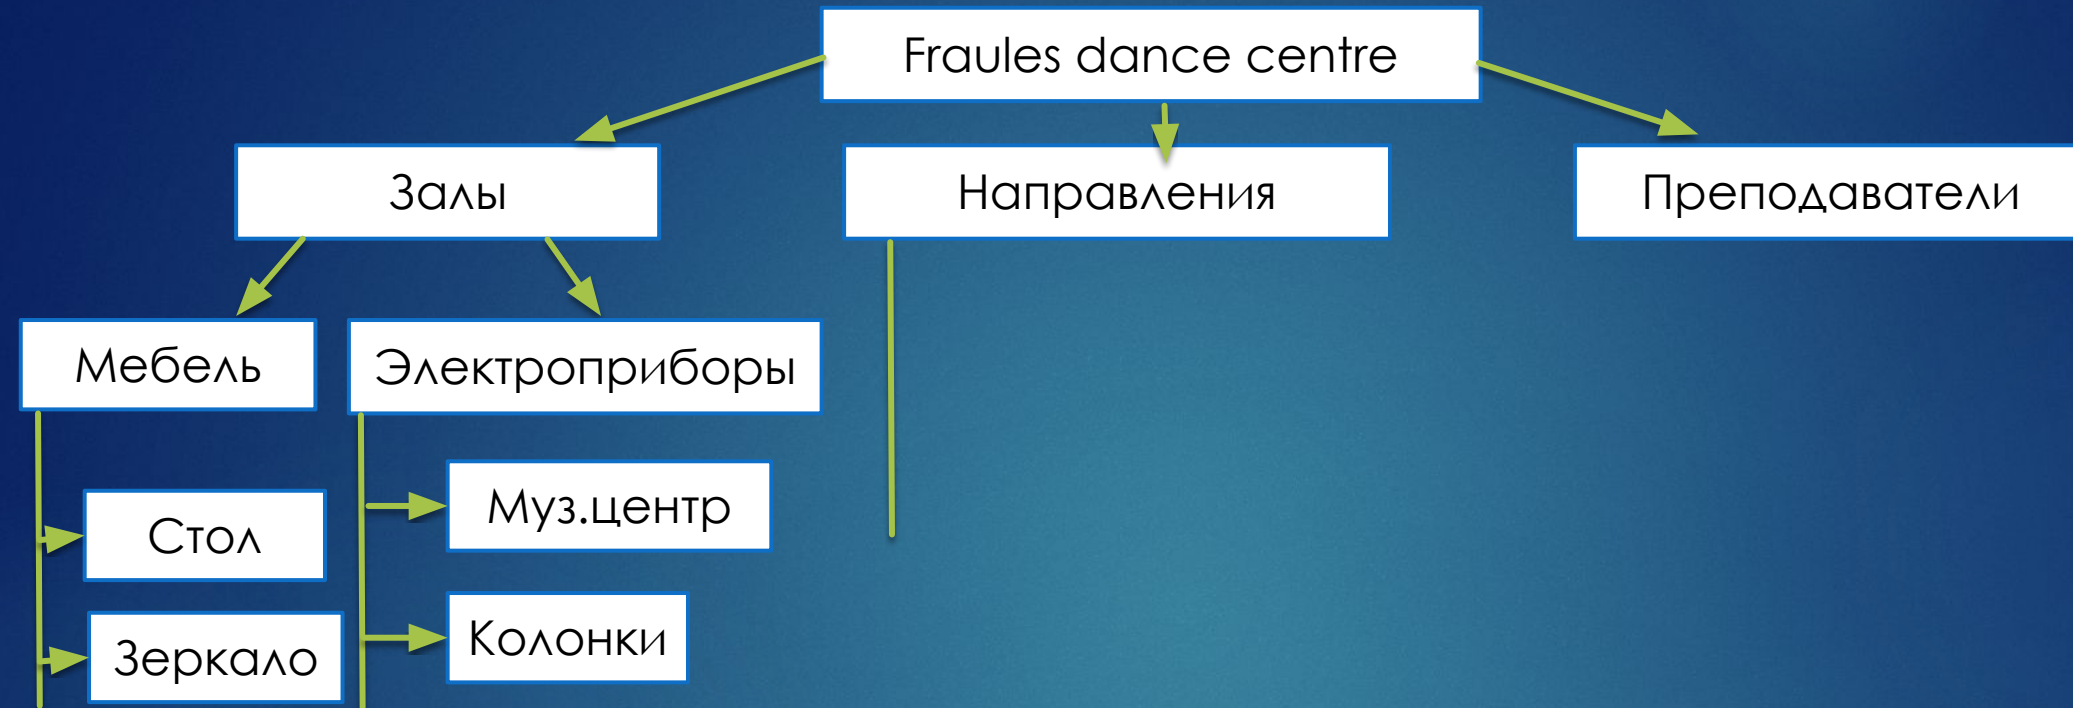 Fraules dance centre
Залы
Направления
Преподаватели
Мебель
Электроприборы
Муз.центр
Стол
Колонки
Зеркало